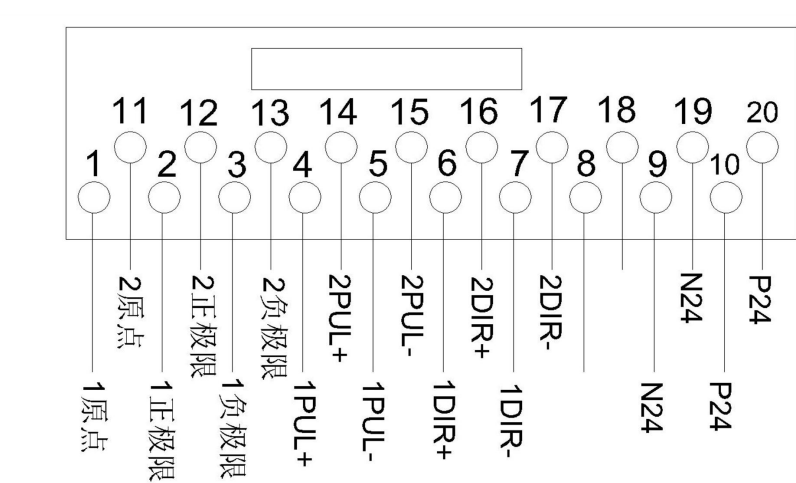 11 12 13 14 15 16 17 18 19 20
1 2 3 4 5 6 7 8 9 10
2原点
2正极限
2负极限
2PUL+
2PUL-
2DIR+
2DIR-
N24
P24
1原点
1正极限
1负极限
1PUL+
1PUL-
1DIR+
1DIR-
N24
P24